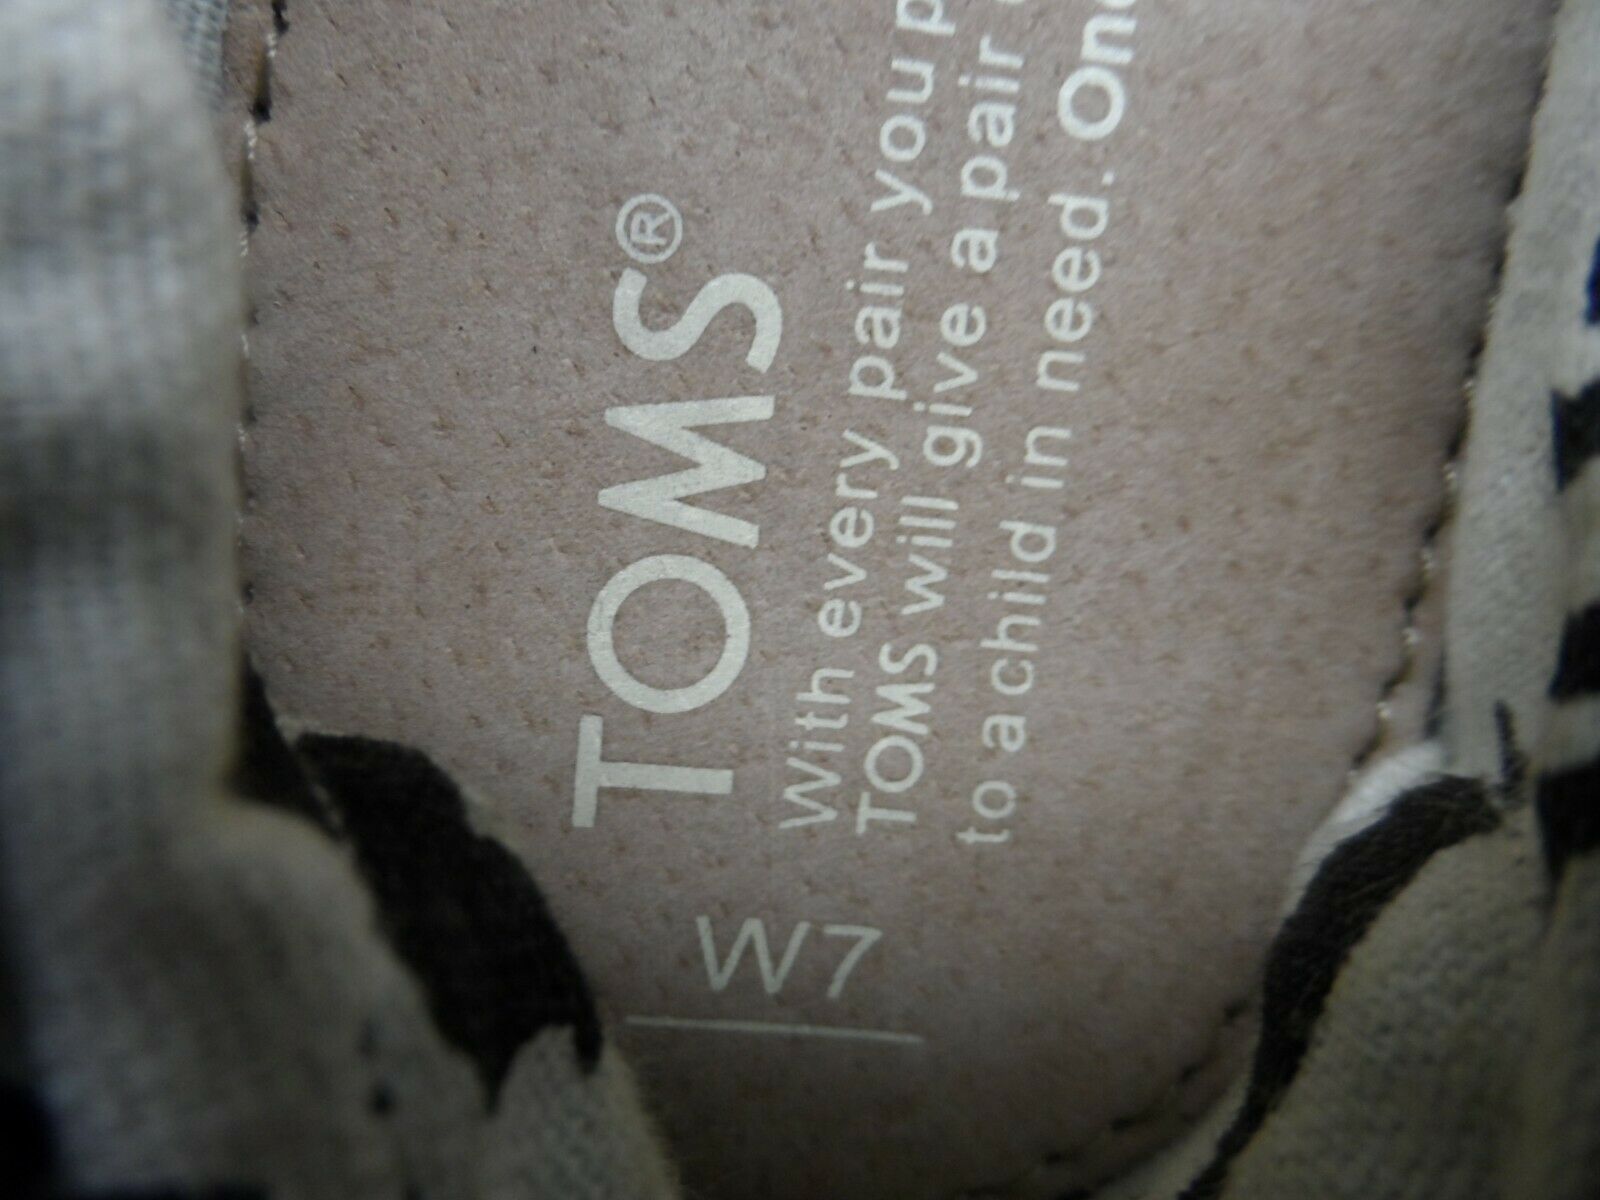 TOMS®
With every pair you
TOMS will give a pair
to a child in need.
W7